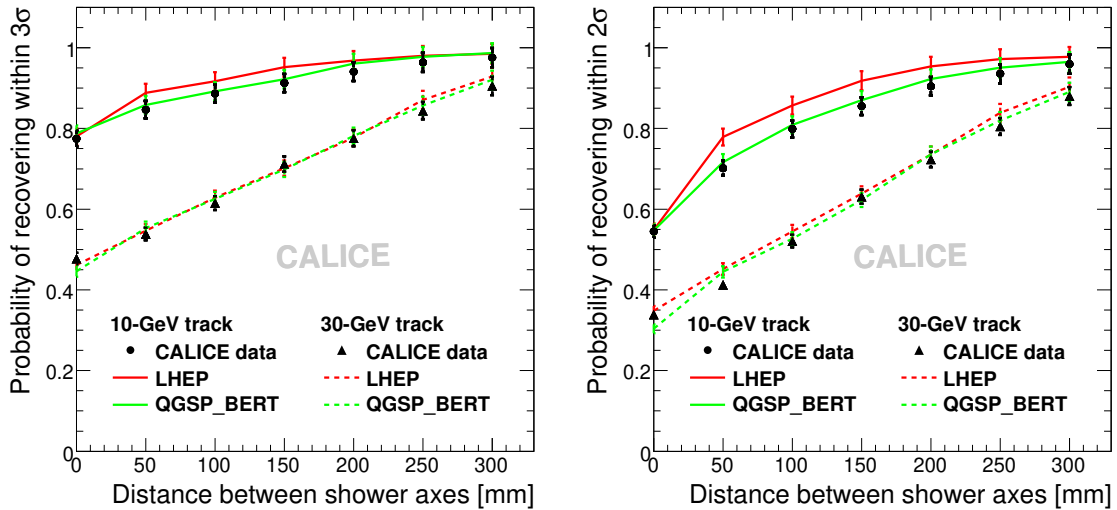 Probability of recovering within 3σ
1
0.8
0.6
0.4
0.2
0
CALICE
10-GeV track 30-GeV track
CALICE data CALICE data
LHEP LHEP
QGSP_BERT QGSP_BERT
0 50 100 150 200 250 300
Distance between shower axes [mm]
Probability of recovering within 2σ
1
0.8
0.6
0.4
0.2
0
CALICE
10-GeV track 30-GeV track
CALICE data CALICE data
LHEP LHEP
QGSP_BERT QGSP_BERT
0 50 100 150 200 250 300
Distance between shower axes [mm]